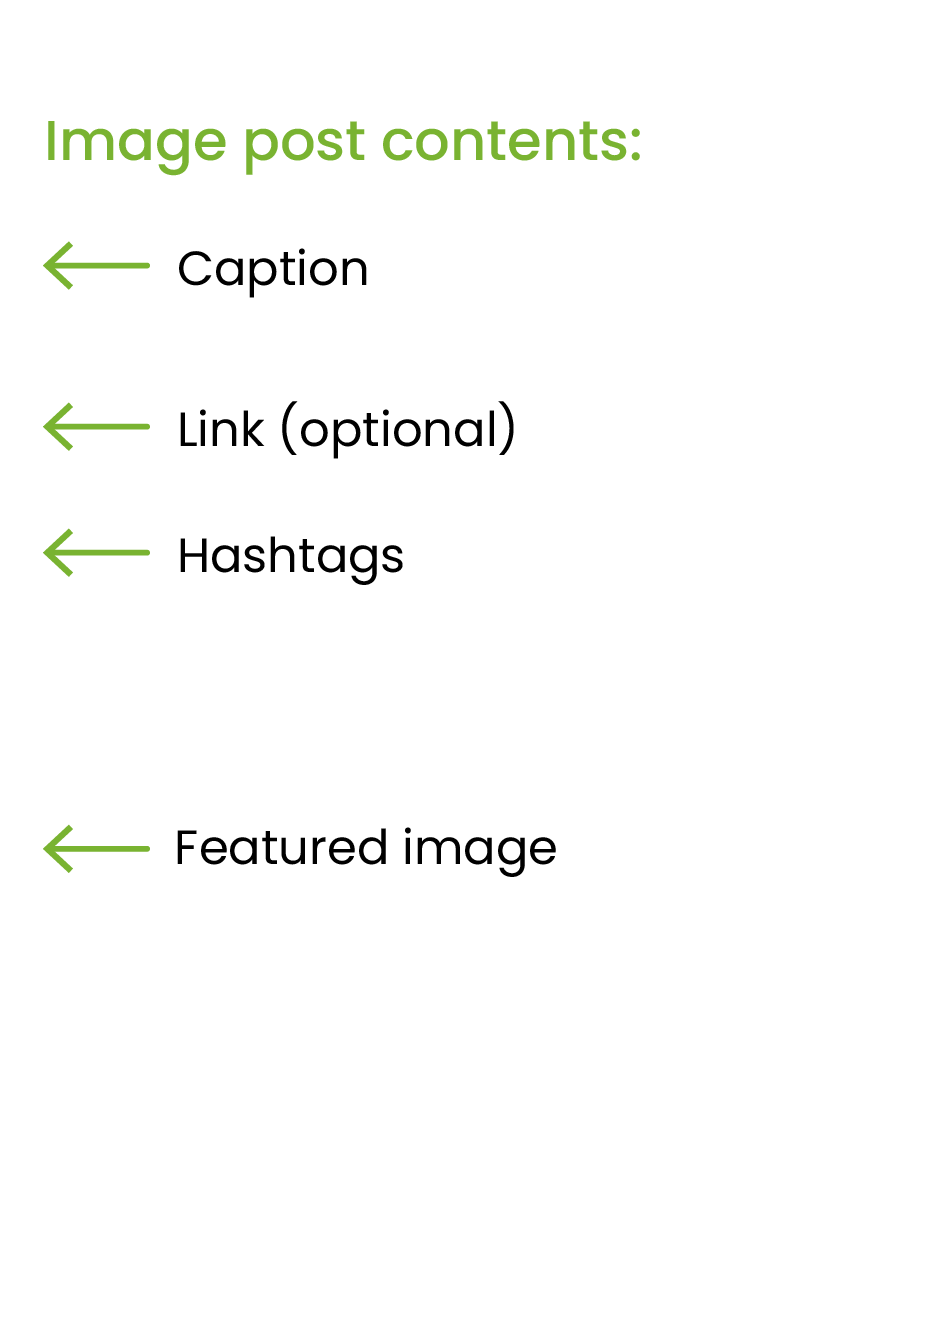 Image post contents:
Caption
Link (optional)
Hashtags
Featured image